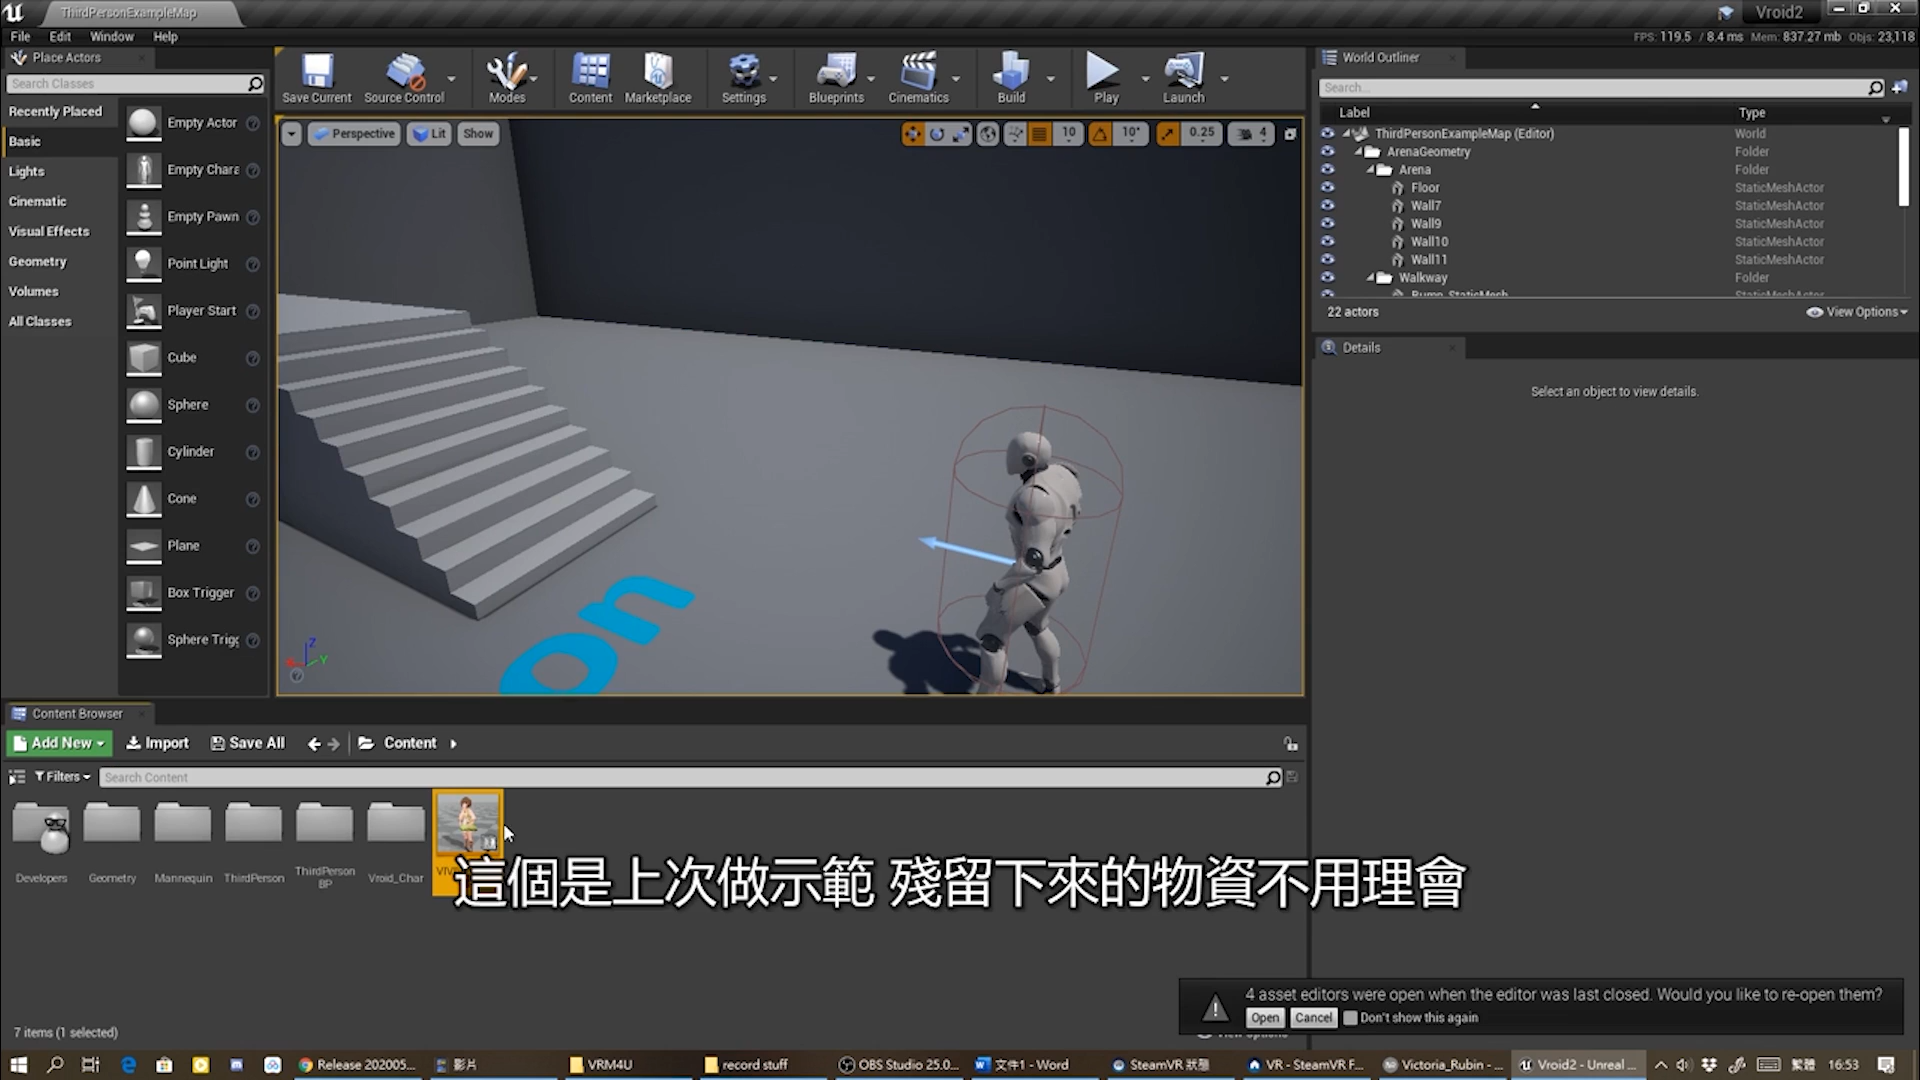 ThirdPersonExampleMap
Vroid2
File Edit Window Help
FPS: 119.5 / 8.4 ms Mem: 837.27 mb Objs: 23,118
Place Actors
Search Classes
Recently Placed
Basic
Lights
Cinematic
Visual Effects
Geometry
Volumes
All Classes
Empty Actor
Empty Chara
Empty Pawn
Point Light
Player Start
Cube
Sphere
Cylinder
Cone
Plane
Box Trigger
Sphere Trigg
Save Current
Source Control
Modes
Content
Marketplace
Settings
Blueprints
Cinematics
Build
Play
Launch
Perspective
Lit
Show
10
10°
0.25
4
on
Z
Y
World Outliner
Search...
Label Type
ThirdPersonExampleMap (Editor) World
ArenaGeometry Folder
Arena Folder
Floor StaticMeshActor
Wall7 StaticMeshActor
Wall9 StaticMeshActor
Wall10 StaticMeshActor
Wall11 StaticMeshActor
Walkway Folder
Bump_StaticMesh StaticMeshActor
22 actors
View Options
Details
Select an object to view details.
Content Browser
Add New
Import
Save All
Content
Filters
Search Content
Developers
Geometry
Mannequin
ThirdPerson
ThirdPerson
BP
Vroid_Char
這個是上次做示範 殘留下來的物資不用理會
7 items (1 selected)
View Options
4 asset editors were open when the editor was last closed. Would you like to re-open them?
Open
Cancel
Don't show this again
Release 202005...
影片
VRM4U
record stuff
OBS Studio 25.0...
文件1 - Word
SteamVR 狀態
VR - SteamVR F...
Victoria_Rubin - ...
Vroid2 - Unreal ...
繁體
16:53